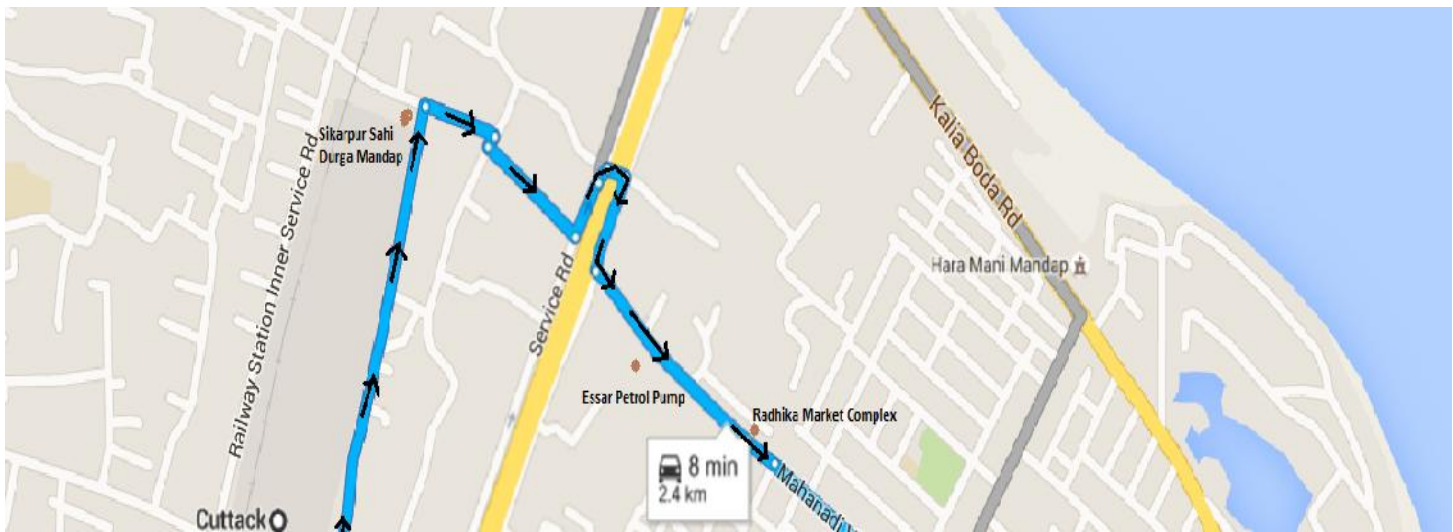 Sikarpur Sahi
Durga Mandap
Railway Station Inner Service Rd
Service Rd
Kalia Boda Rd
Hara Mani Mandap
Essar Petrol Pump
Radhika Market Complex
8 min
2.4 km
Mahanadi
Cuttack